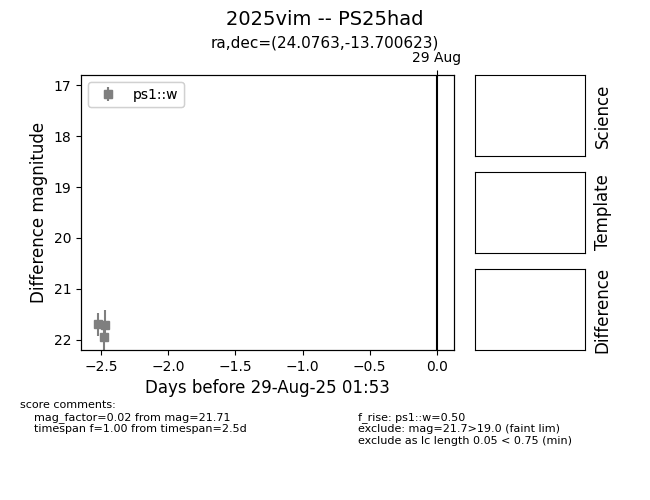 2025vim -- PS25had
ra,dec=(24.0763,-13.700623)
29 Aug
ps1::w
17
18
19
20
21
22
Difference magnitude
−2.5
−2.0
−1.5
−1.0
−0.5
0.0
Days before 29-Aug-25 01:53
Science
Template
Difference
score comments:
mag_factor=0.02 from mag=21.71
timespan f=1.00 from timespan=2.5d
f_rise: ps1::w=0.50
exclude: mag=21.7>19.0 (faint lim)
exclude as lc length 0.05 < 0.75 (min)